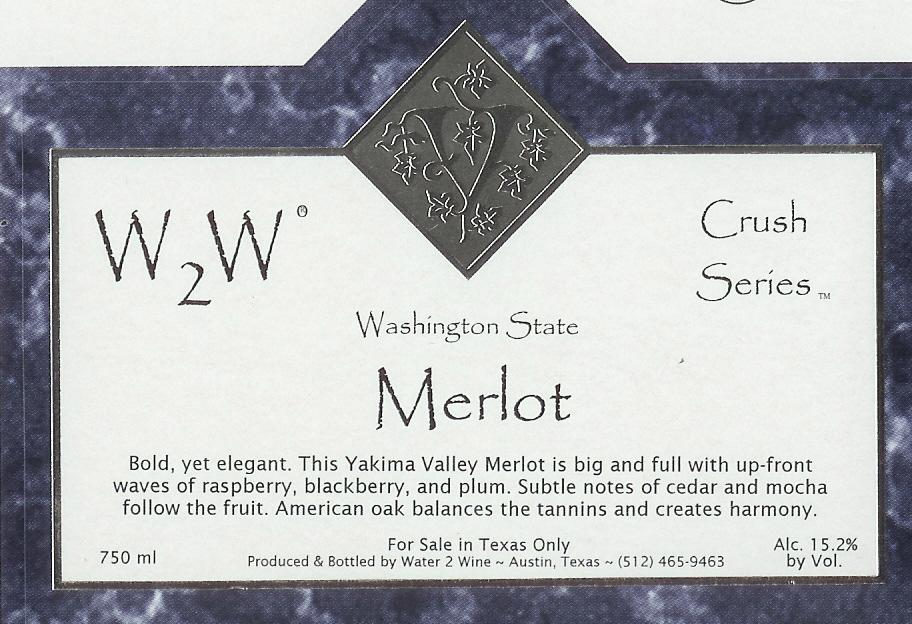 W2W®
Crush
Series™
Washington State
Merlot
Bold, yet elegant. This Yakima Valley Merlot is big and full with up-front
waves of raspberry, blackberry, and plum. Subtle notes of cedar and mocha
follow the fruit. American oak balances the tannins and creates harmony.
750 ml
For Sale in Texas Only
Produced & Bottled by Water 2 Wine ~ Austin, Texas ~ (512) 465-9463
Alc. 15.2%
by Vol.